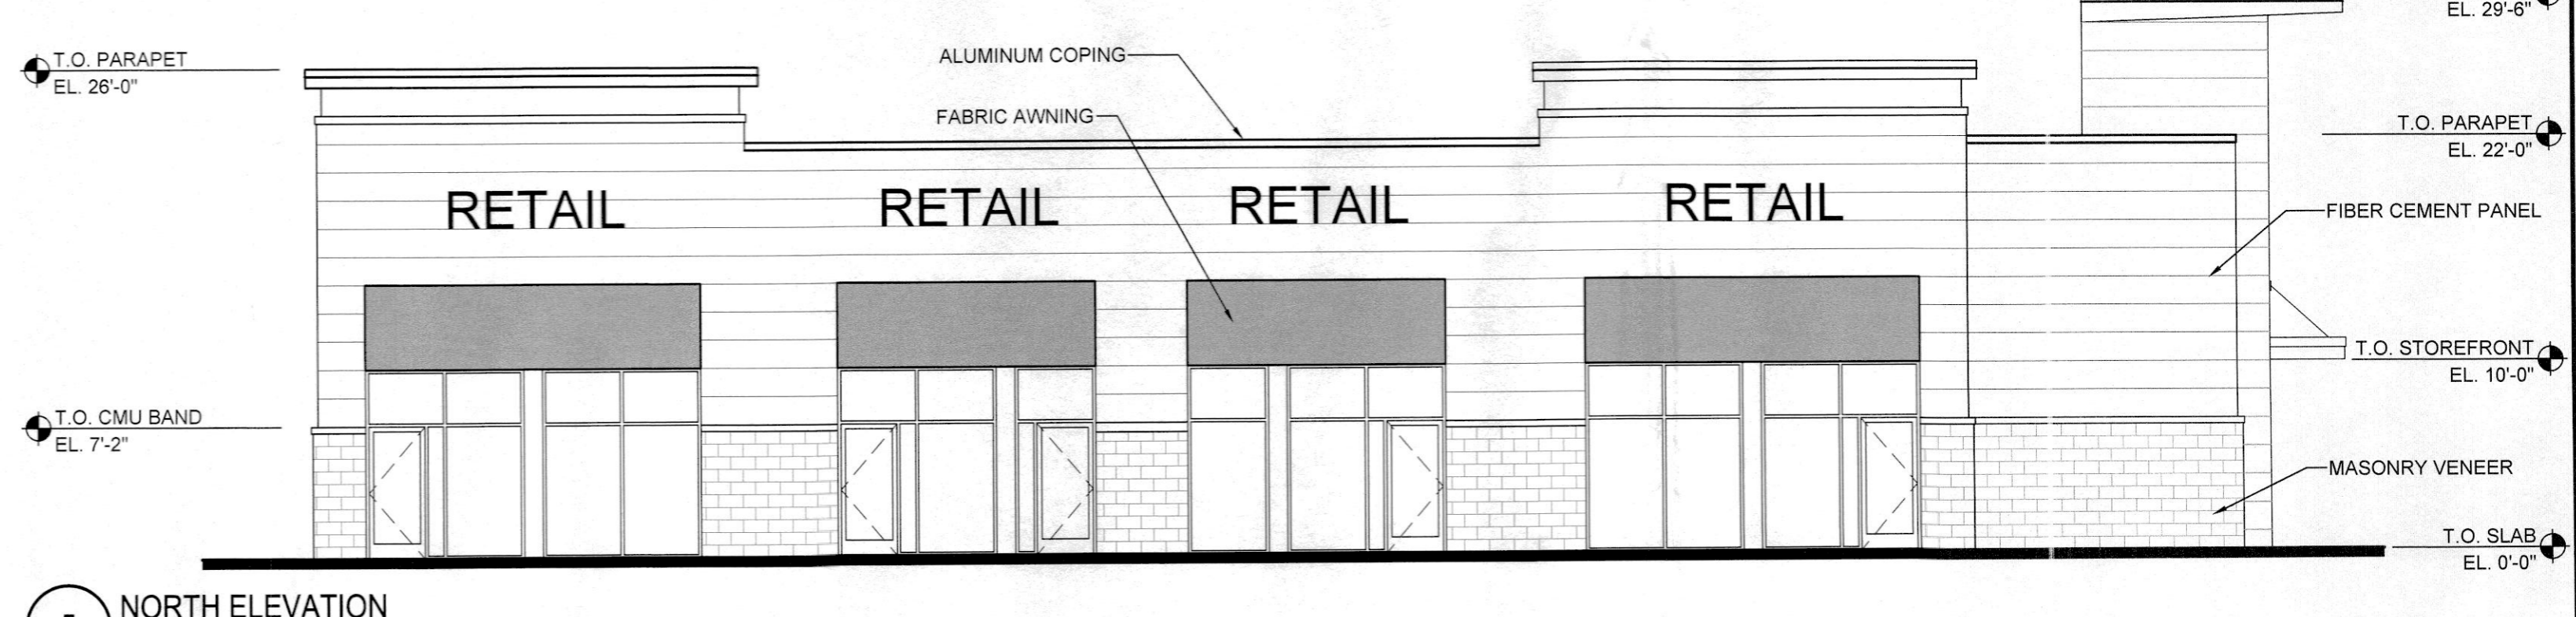 EL. 29'-6"
T.O. PARAPET
EL. 26'-0"
ALUMINUM COPING
FABRIC AWNING
T.O. PARAPET
EL. 22'-0"
RETAIL RETAIL RETAIL RETAIL
FIBER CEMENT PANEL
T.O. STOREFRONT
EL. 10'-0"
T.O. CMU BAND
EL. 7'-2"
MASONRY VENEER
T.O. SLAB
EL. 0'-0"
NORTH ELEVATION